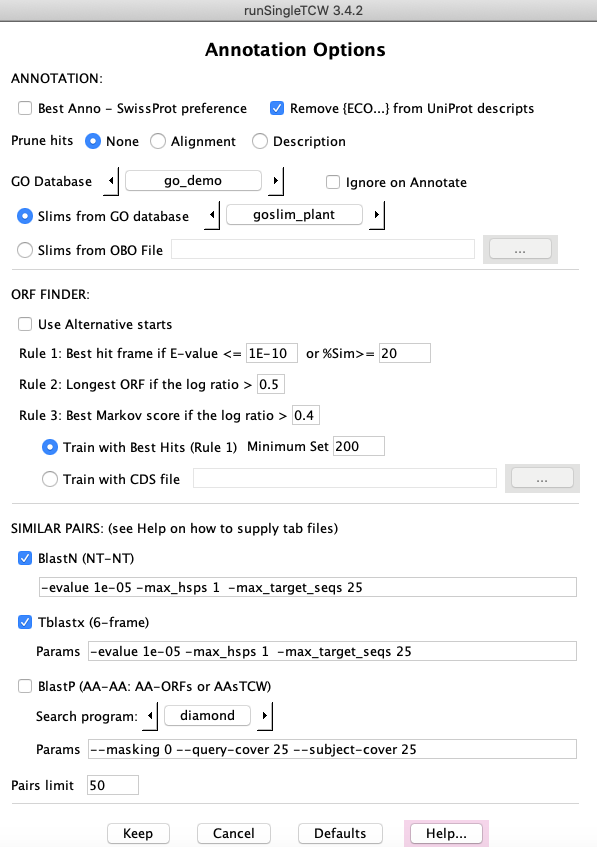 runSingleTCW 3.4.2
Annotation Options
ANNOTATION:
Best Anno - SwissProt preference Remove {ECO...} from UniProt descripts
Prune hits None Alignment Description
GO Database go_demo Ignore on Annotate
Slims from GO database goslim_plant
Slims from OBO File ...
ORF FINDER:
Use Alternative starts
Rule 1: Best hit frame if E-value <= 1E-10 or %Sim>= 20
Rule 2: Longest ORF if the log ratio > 0.5
Rule 3: Best Markov score if the log ratio > 0.4
Train with Best Hits (Rule 1) Minimum Set 200
Train with CDS file ...
SIMILAR PAIRS: (see Help on how to supply tab files)
BlastN (NT-NT)
-evalue 1e-05 -max_hsps 1  -max_target_seqs 25
Tblastx (6-frame)
Params -evalue 1e-05 -max_hsps 1  -max_target_seqs 25
BlastP (AA-AA: AA-ORFs or AAsTCW)
Search program: diamond
Params --masking 0 --query-cover 25 --subject-cover 25
Pairs limit 50
Keep Cancel Defaults Help...